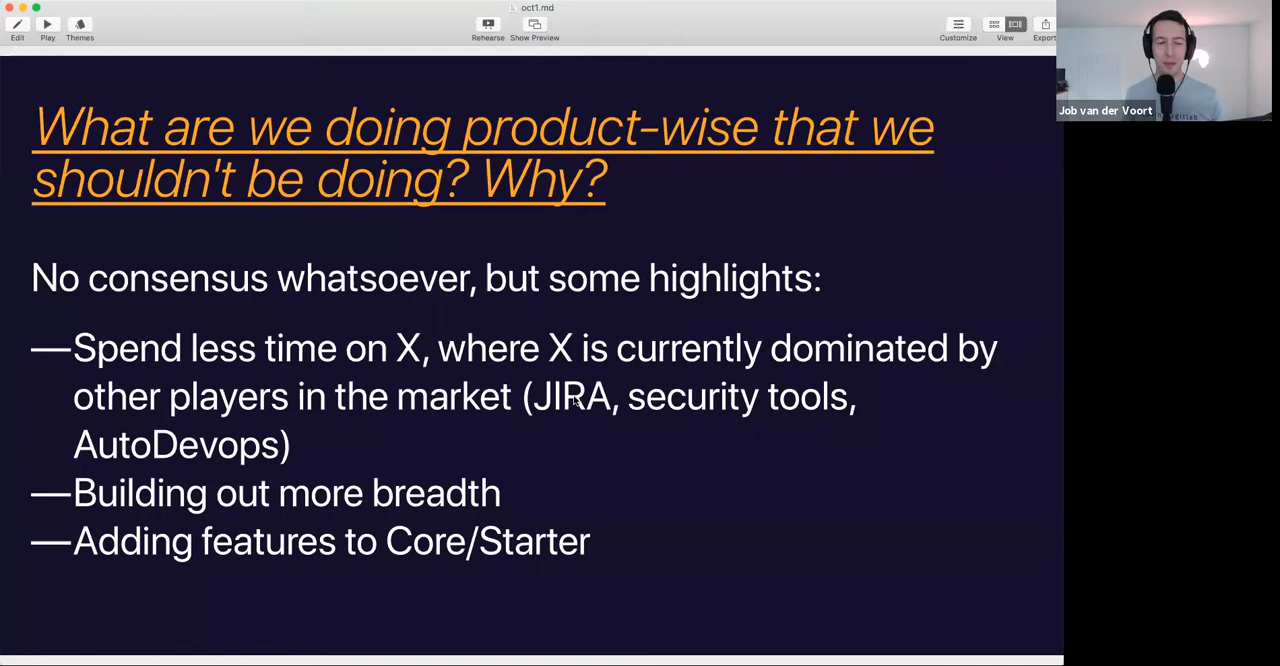 oct1.md
Edit
Play
Themes
Rehearse
Show Preview
Customize
View
Export
Job van der Voort
gitlab
What are we doing product-wise that we
shouldn't be doing? Why?
No consensus whatsoever, but some highlights:
—Spend less time on X, where X is currently dominated by
other players in the market (JIRA, security tools,
AutoDevops)
—Building out more breadth
—Adding features to Core/Starter